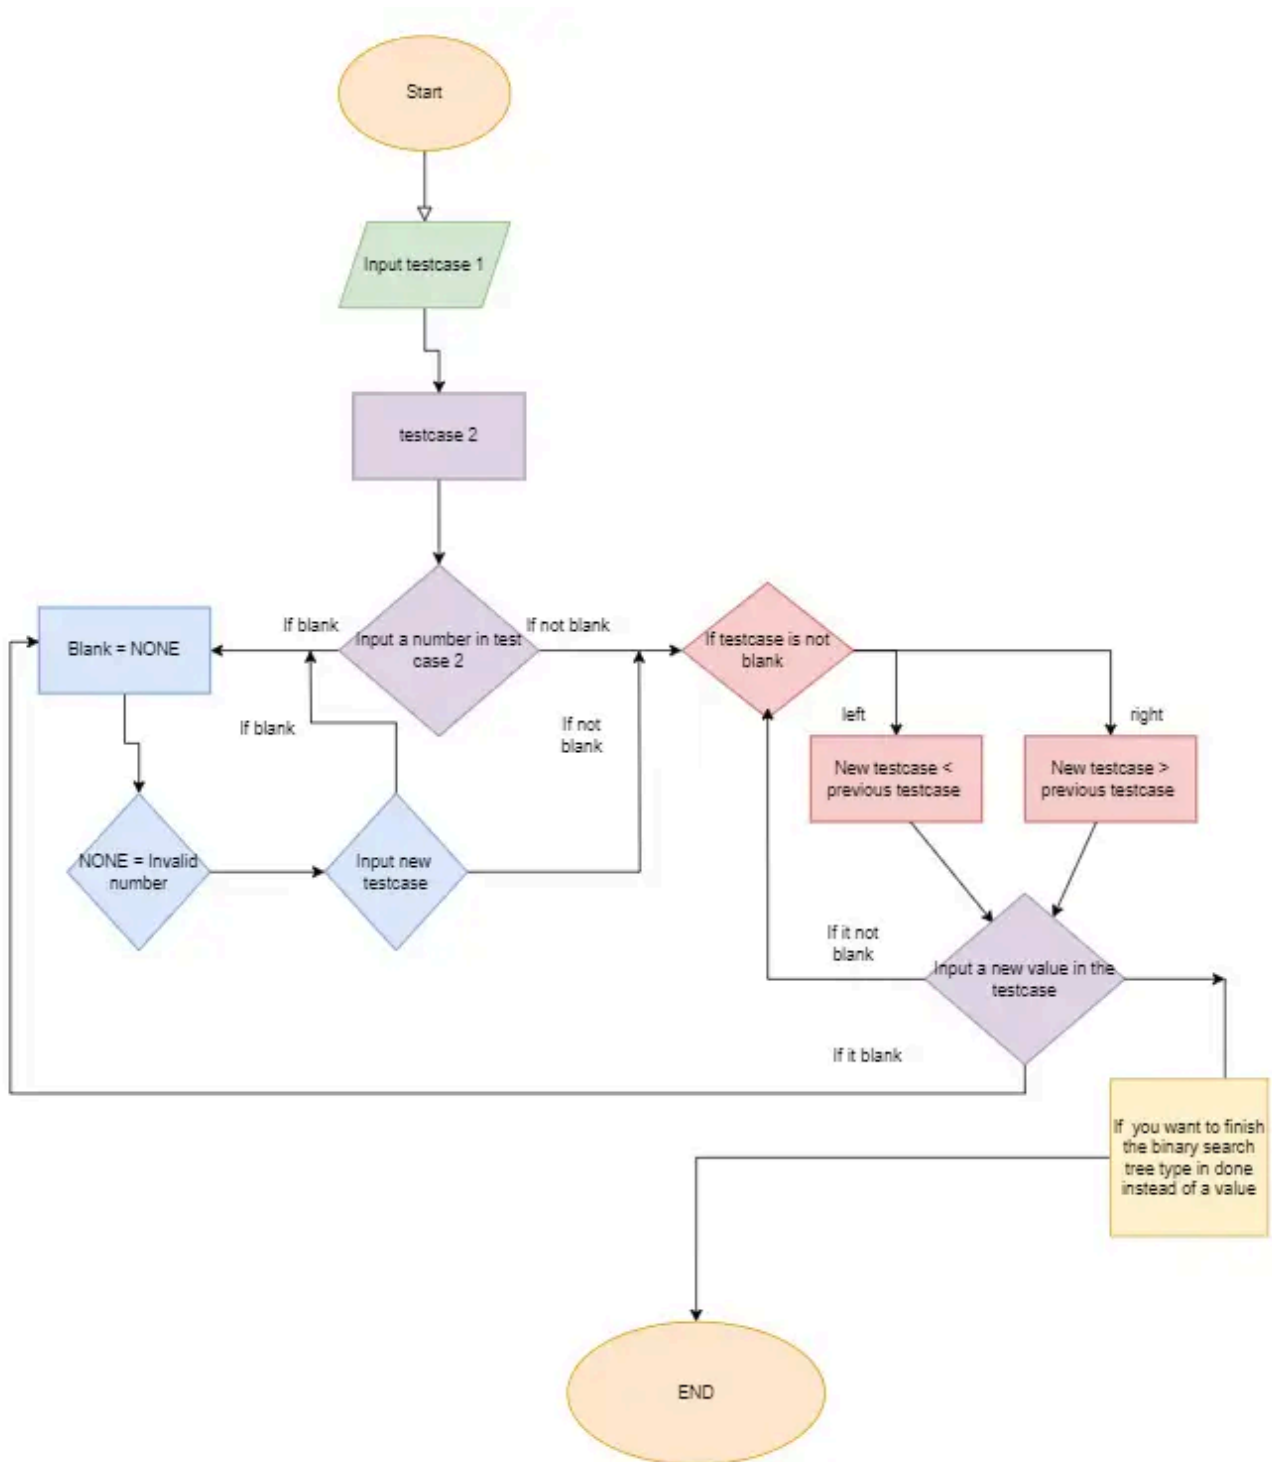 Start
Input testcase 1
testcase 2
If blank
Input a number in test
case 2
If not blank
Blank = NONE
If testcase is not
blank
left
right
If blank
If not
blank
New testcase <
previous testcase
New testcase >
previous testcase
NONE = Invalid
number
Input new
testcase
If it not
blank
Input a new value in the
testcase
If it blank
If you want to finish
the binary search
tree type in done
instead of a value
END